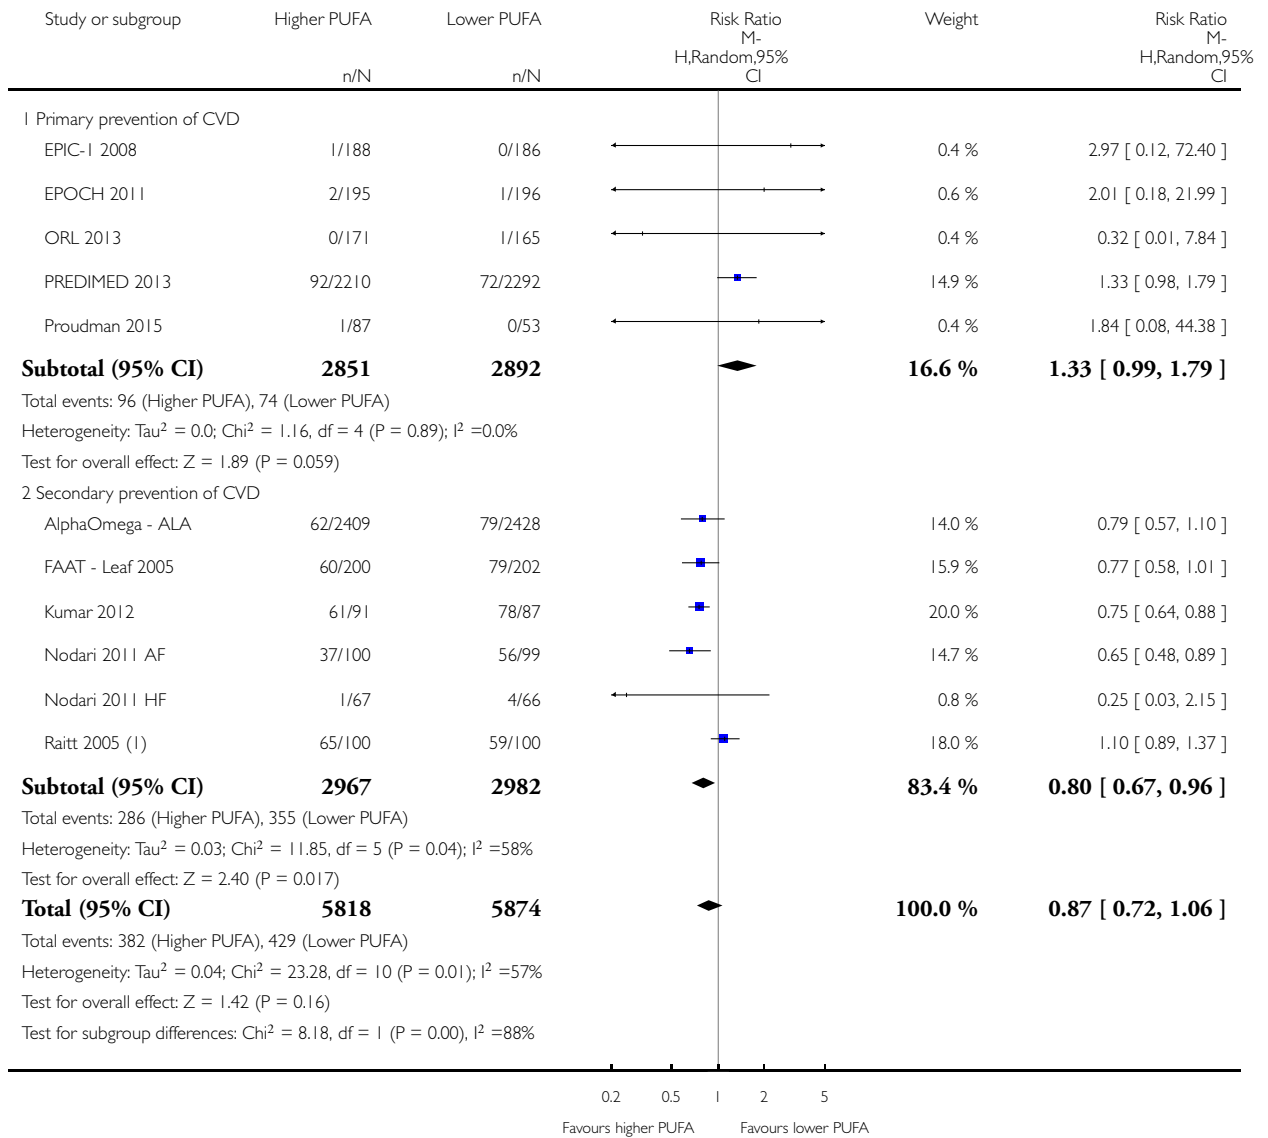 Study or subgroup Higher PUFA Lower PUFA Risk Ratio Weight Risk Ratio
M- M-
H,Random,95% H,Random,95%
n/N n/N CI CI
1 Primary prevention of CVD
EPIC-1 2008 1/188 0/186 0.4 % 2.97 [ 0.12, 72.40 ]
EPOCH 2011 2/195 1/196 0.6 % 2.01 [ 0.18, 21.99 ]
ORL 2013 0/171 1/165 0.4 % 0.32 [ 0.01, 7.84 ]
PREDIMED 2013 92/2210 72/2292 14.9 % 1.33 [ 0.98, 1.79 ]
Proudman 2015 1/87 0/53 0.4 % 1.84 [ 0.08, 44.38 ]
Subtotal (95% CI) 2851 2892 16.6 % 1.33 [ 0.99, 1.79 ]
Total events: 96 (Higher PUFA), 74 (Lower PUFA)
Heterogeneity: Tau² = 0.0; Chi² = 1.16, df = 4 (P = 0.89); I² =0.0%
Test for overall effect: Z = 1.89 (P = 0.059)
2 Secondary prevention of CVD
AlphaOmega - ALA 62/2409 79/2428 14.0 % 0.79 [ 0.57, 1.10 ]
FAAT - Leaf 2005 60/200 79/202 15.9 % 0.77 [ 0.58, 1.01 ]
Kumar 2012 61/91 78/87 20.0 % 0.75 [ 0.64, 0.88 ]
Nodari 2011 AF 37/100 56/99 14.7 % 0.65 [ 0.48, 0.89 ]
Nodari 2011 HF 1/67 4/66 0.8 % 0.25 [ 0.03, 2.15 ]
Raitt 2005 (1) 65/100 59/100 18.0 % 1.10 [ 0.89, 1.37 ]
Subtotal (95% CI) 2967 2982 83.4 % 0.80 [ 0.67, 0.96 ]
Total events: 286 (Higher PUFA), 355 (Lower PUFA)
Heterogeneity: Tau² = 0.03; Chi² = 11.85, df = 5 (P = 0.04); I² =58%
Test for overall effect: Z = 2.40 (P = 0.017)
Total (95% CI) 5818 5874 100.0 % 0.87 [ 0.72, 1.06 ]
Total events: 382 (Higher PUFA), 429 (Lower PUFA)
Heterogeneity: Tau² = 0.04; Chi² = 23.28, df = 10 (P = 0.01); I² =57%
Test for overall effect: Z = 1.42 (P = 0.16)
Test for subgroup differences: Chi² = 8.18, df = 1 (P = 0.00), I² =88%
0.2 0.5 1 2 5
Favours higher PUFA Favours lower PUFA